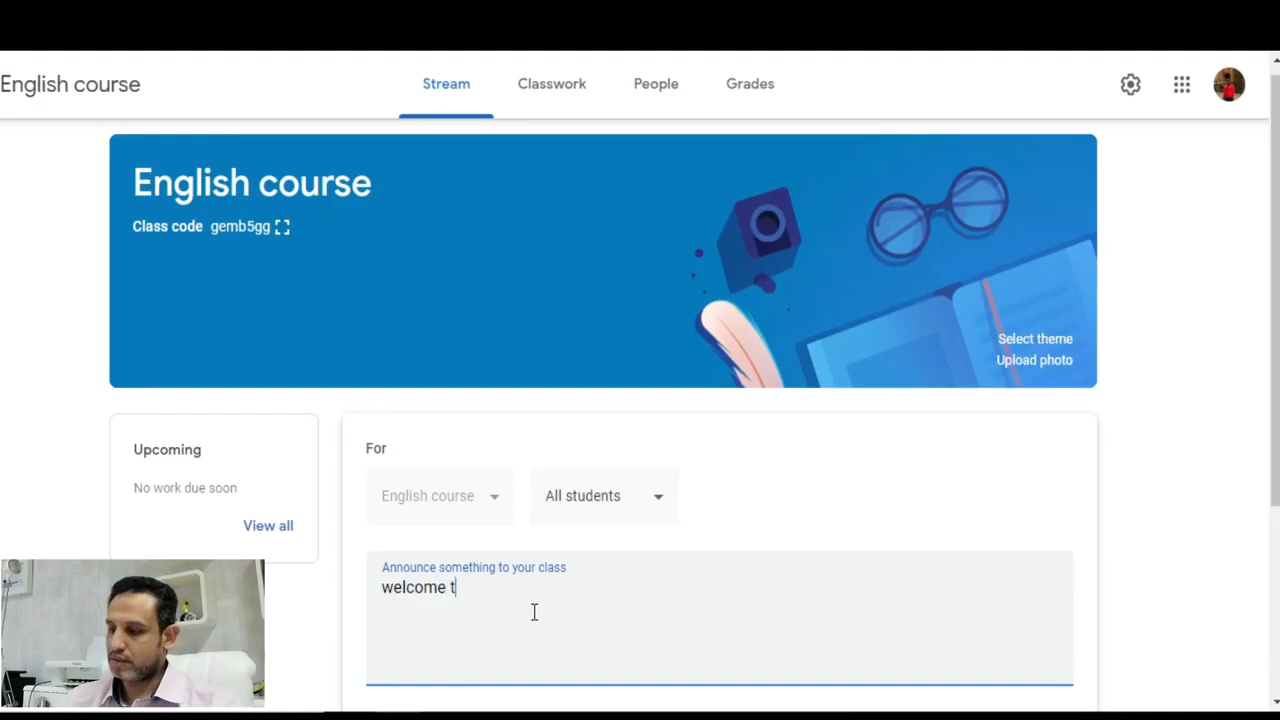 English course
Stream
Classwork
People
Grades
English course
Class code gemb5gg
Select theme
Upload photo
Upcoming
No work due soon
View all
For
English course
All students
Announce something to your class
welcome t